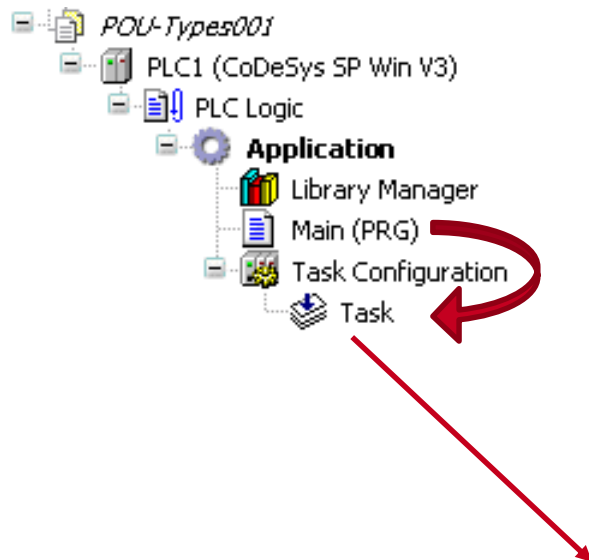 POU-Types001
PLC1 (CoDeSys SP Win V3)
PLC Logic
Application
Library Manager
Main (PRG)
Task Configuration
Task